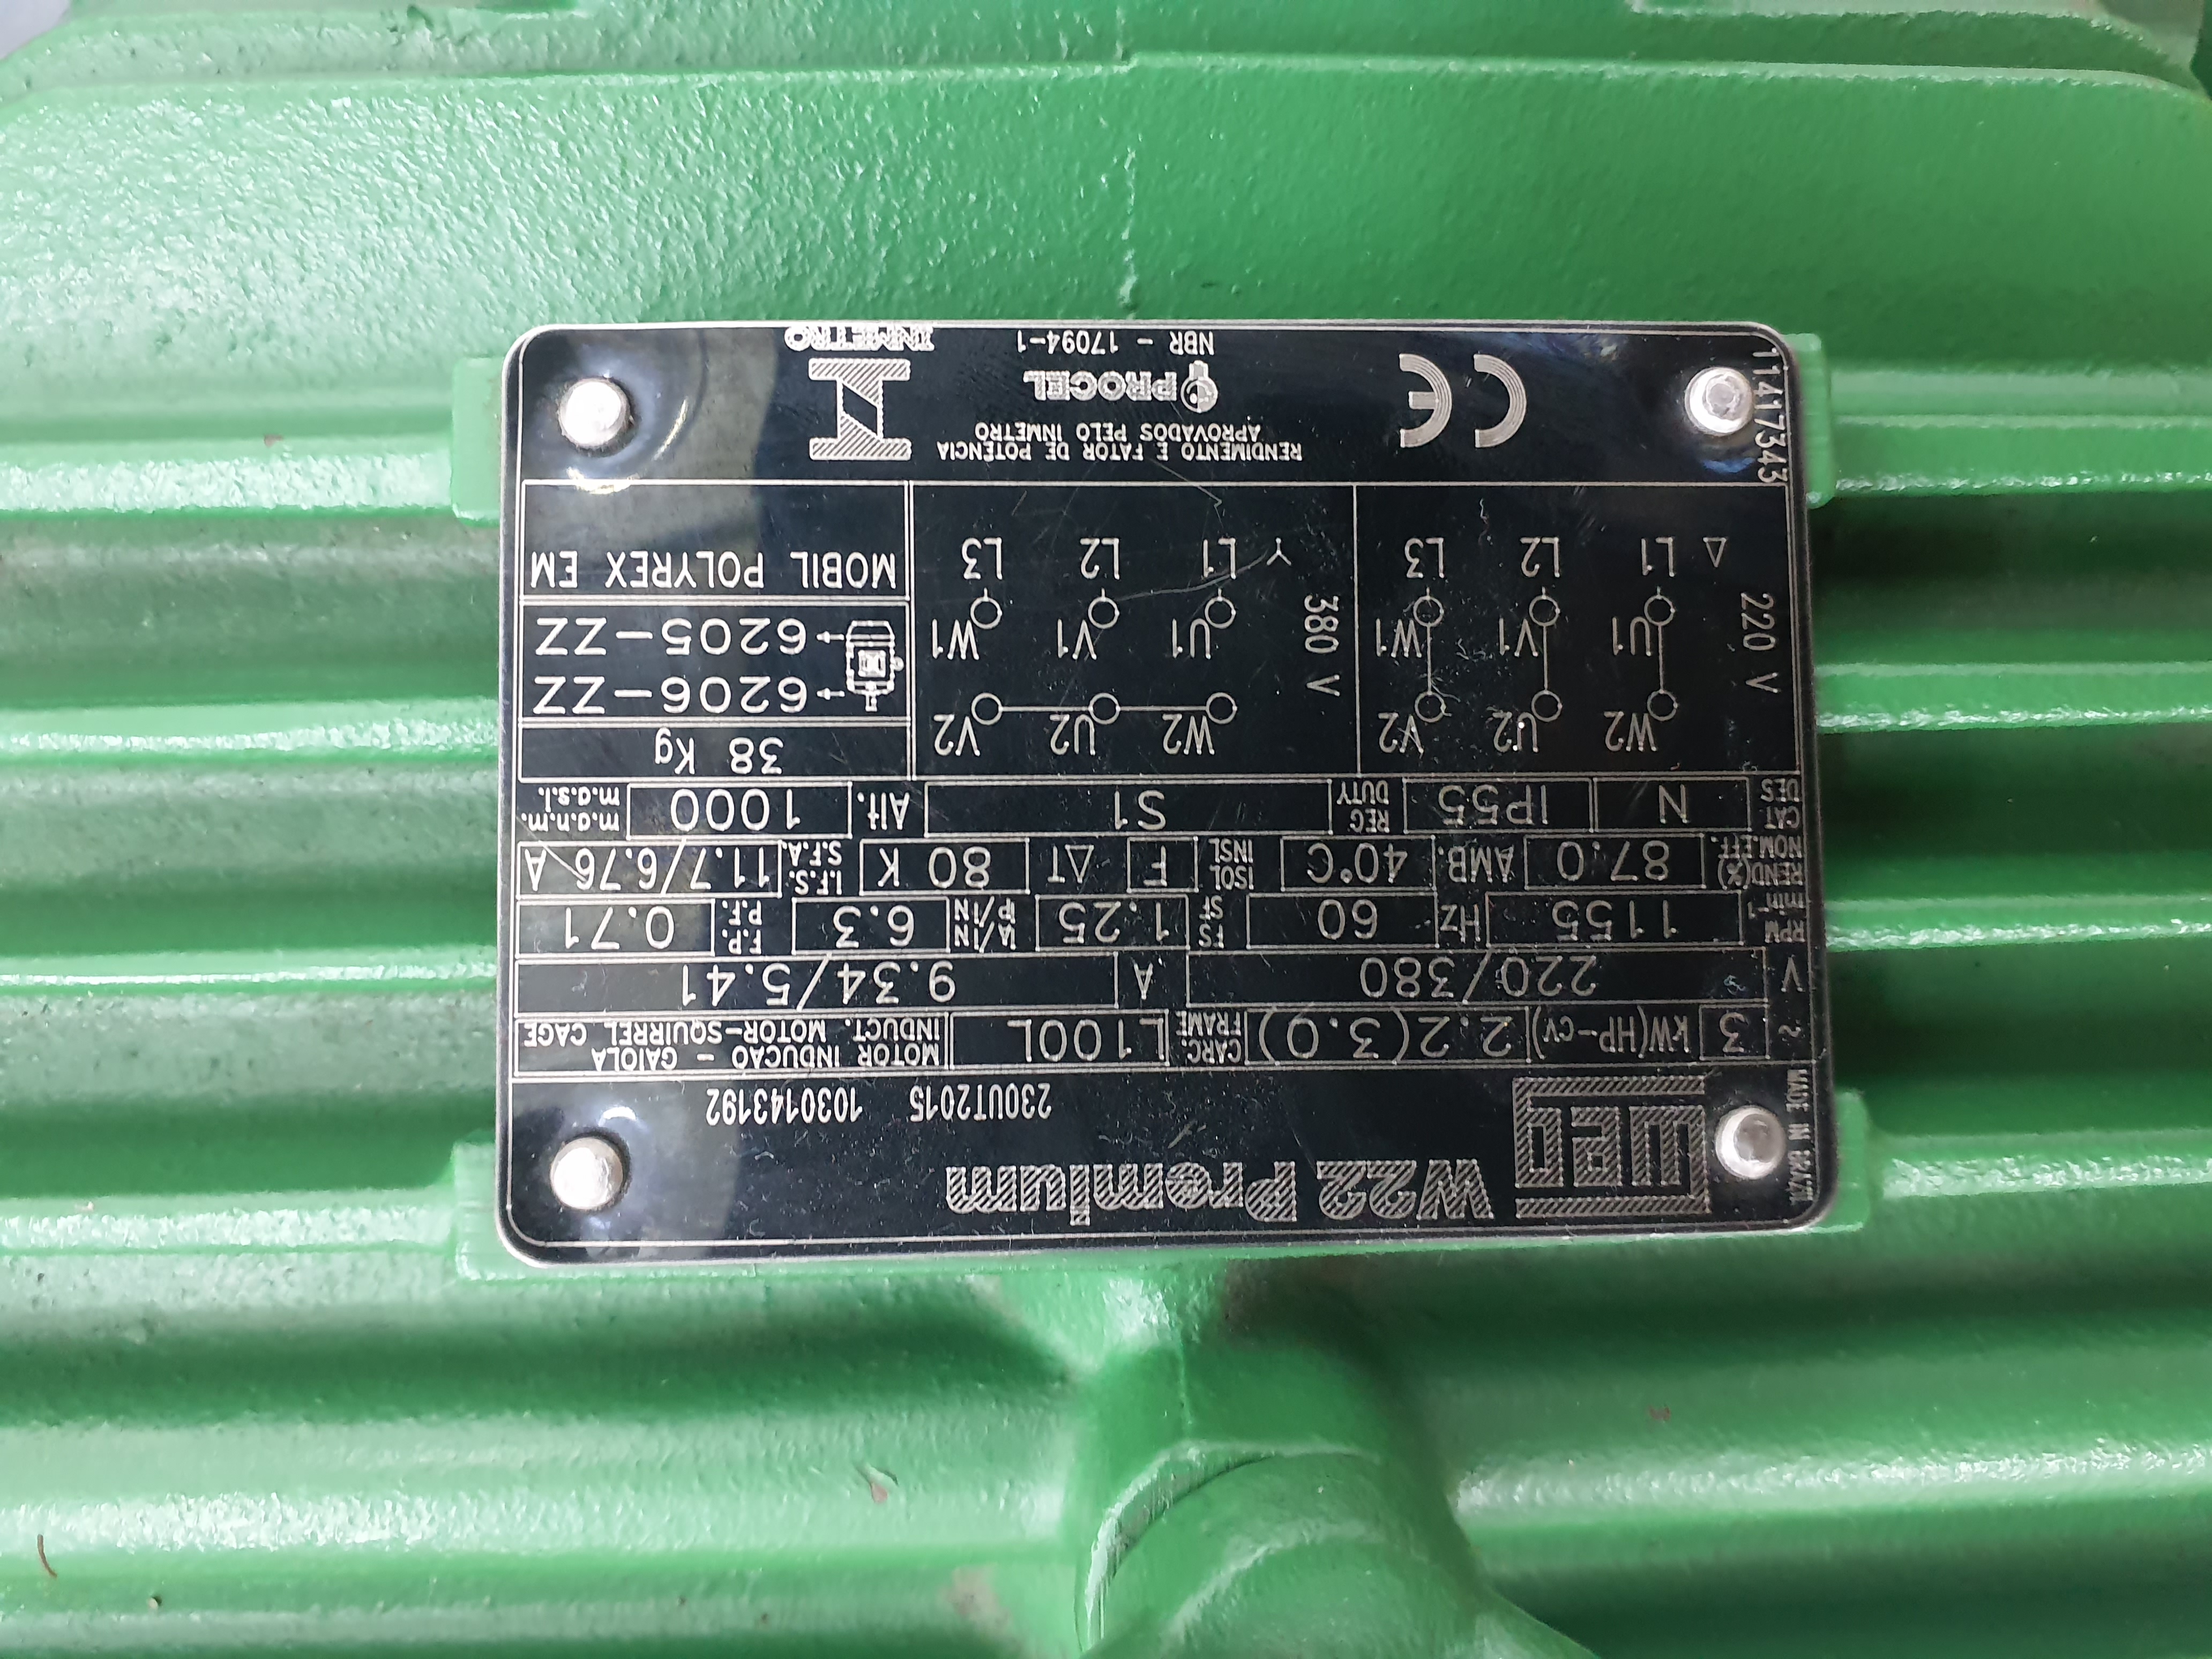 weg W22 Premium
MADE IN BRAZIL
23OUT2015 1030143192
~ 3 kW(HP-cv) 2.2(3.0) CARC. FRAME L100L MOTOR INDUCAO - GAIOLA
INDUCT. MOTOR-SQUIRREL CAGE
V 220/380 A 9.34/5.41
RPM min-1 1155 Hz 60 FS SF 1.25 IA/IN IP/IN 6.3 F.P. P.F. 0.71
REND(%) NOM.EFF. 87.0 AMB. 40°C ISOL INSL F ΔT 80 K I.F.S. S.F.A. 11.7/6.76 A
CAT DES N IP55 REG DUTY S1 Alt. 1000 m.a.n.m. m.a.s.l.
220 V
W2 U2 V2
U1 V1 W1
Δ L1 L2 L3
380 V
W2 U2 V2
U1 V1 W1
Y L1 L2 L3
38 Kg
6206-ZZ
6205-ZZ
MOBIL POLYREX EM
11417343
CE
RENDIMENTO E FATOR DE POTÊNCIA
APROVADOS PELO INMETRO
PROCEL
NBR - 17094-1
INMETRO